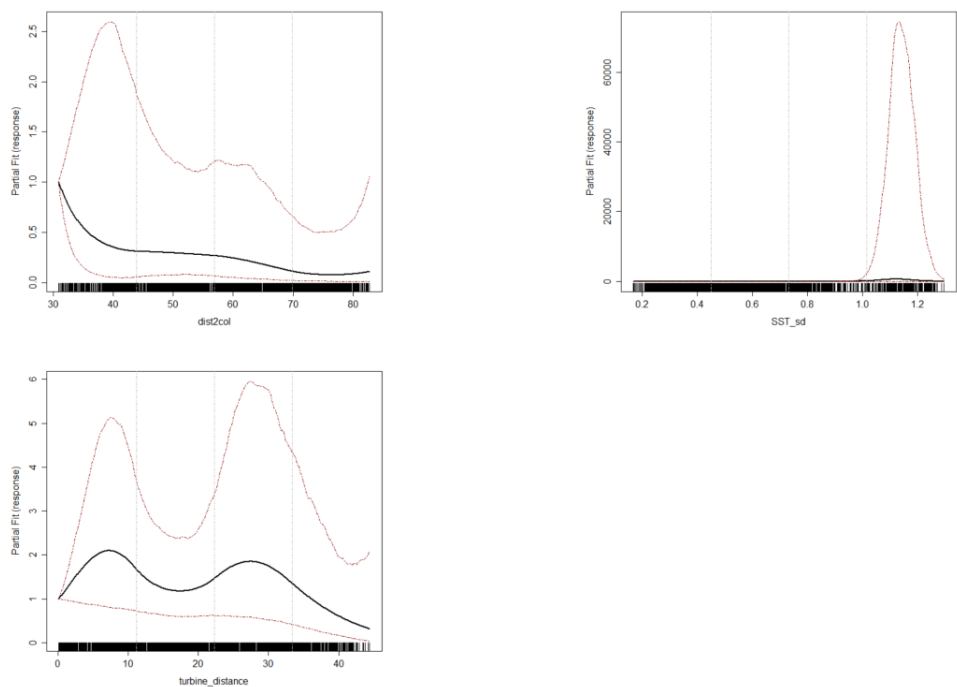 Partial Fit (response)
0.0 0.5 1.0 1.5 2.0 2.5
30 40 50 60 70 80
dist2col
Partial Fit (response)
0 20000 40000 60000
0.2 0.4 0.6 0.8 1.0 1.2
SST_sd
Partial Fit (response)
0 1 2 3 4 5 6
0 10 20 30 40
turbine_distance